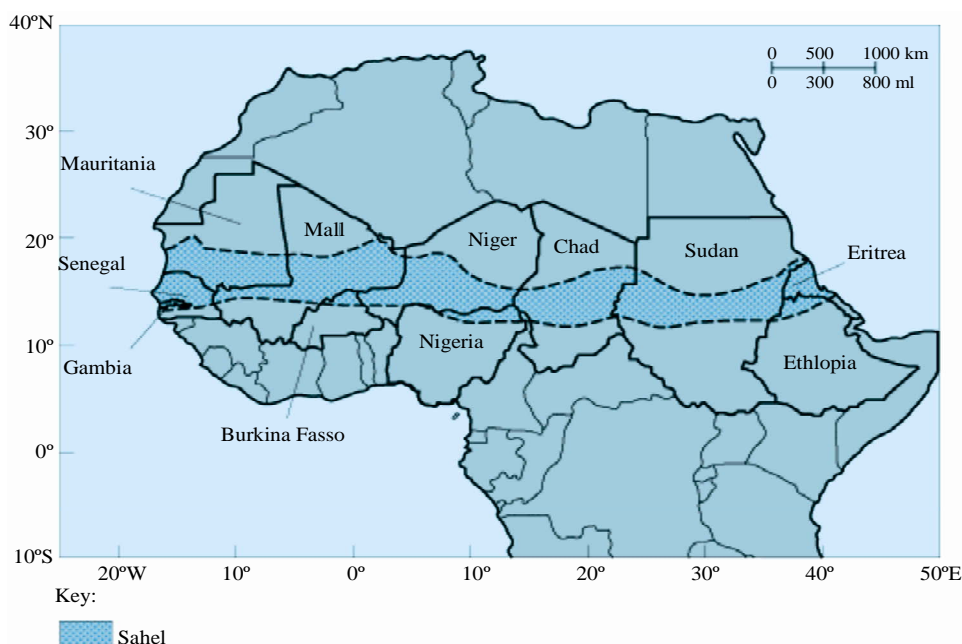 40ºN
0 500 1000 km
0 300 800 ml
30º
Mauritania
Mall
Niger
Chad
Sudan
Eritrea
20º
Senegal
Nigeria
10º
Gambia
Ethlopia
Burkina Fasso
0º
10ºS
20ºW 10º 0º 10º 20º 30º 40º 50ºE
Key:
Sahel